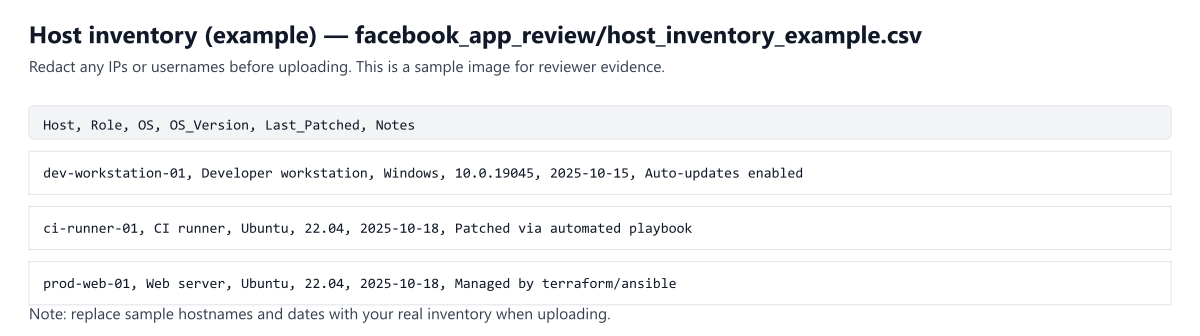 Host inventory (example) — facebook_app_review/host_inventory_example.csv
Redact any IPs or usernames before uploading. This is a sample image for reviewer evidence.
Host, Role, OS, OS_Version, Last_Patched, Notes
dev-workstation-01, Developer workstation, Windows, 10.0.19045, 2025-10-15, Auto-updates enabled
ci-runner-01, CI runner, Ubuntu, 22.04, 2025-10-18, Patched via automated playbook
prod-web-01, Web server, Ubuntu, 22.04, 2025-10-18, Managed by terraform/ansible
Note: replace sample hostnames and dates with your real inventory when uploading.